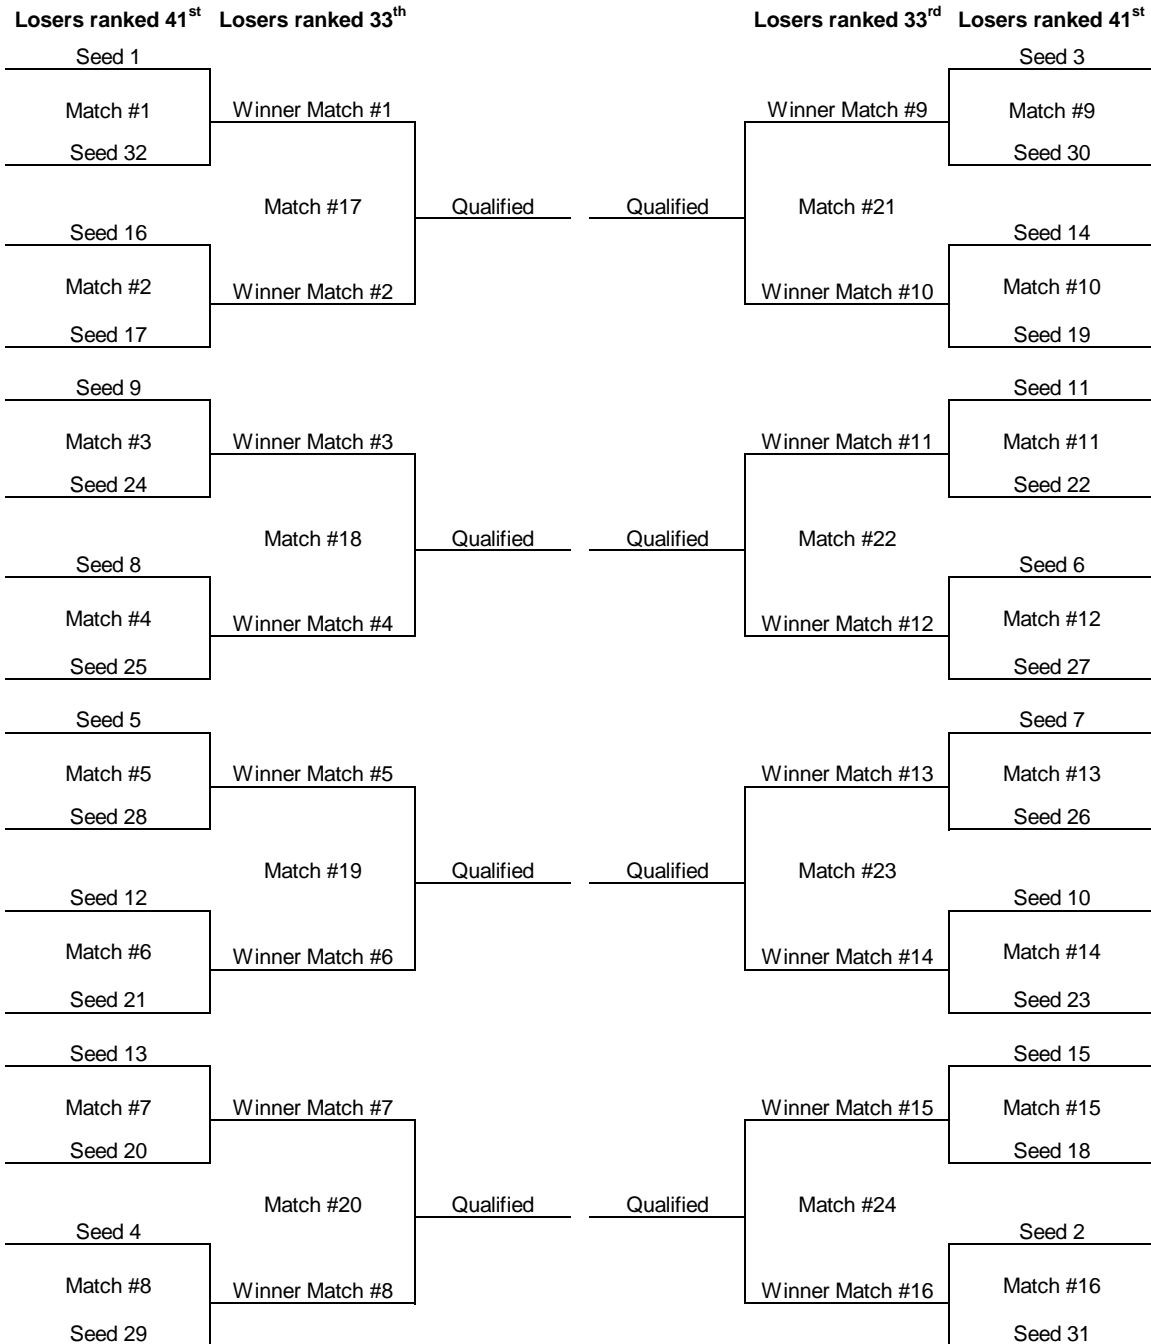 Losers ranked 41st Losers ranked 33th Losers ranked 33rd Losers ranked 41st
Seed 1 Seed 3
Match #1 Winner Match #1 Winner Match #9 Match #9
Seed 32 Seed 30
Match #17 Qualified Qualified Match #21
Seed 16 Seed 14
Match #2 Winner Match #2 Winner Match #10 Match #10
Seed 17 Seed 19
Seed 9 Seed 11
Match #3 Winner Match #3 Winner Match #11 Match #11
Seed 24 Seed 22
Match #18 Qualified Qualified Match #22
Seed 8 Seed 6
Match #4 Winner Match #4 Winner Match #12 Match #12
Seed 25 Seed 27
Seed 5 Seed 7
Match #5 Winner Match #5 Winner Match #13 Match #13
Seed 28 Seed 26
Match #19 Qualified Qualified Match #23
Seed 12 Seed 10
Match #6 Winner Match #6 Winner Match #14 Match #14
Seed 21 Seed 23
Seed 13 Seed 15
Match #7 Winner Match #7 Winner Match #15 Match #15
Seed 20 Seed 18
Match #20 Qualified Qualified Match #24
Seed 4 Seed 2
Match #8 Winner Match #8 Winner Match #16 Match #16
Seed 29 Seed 31